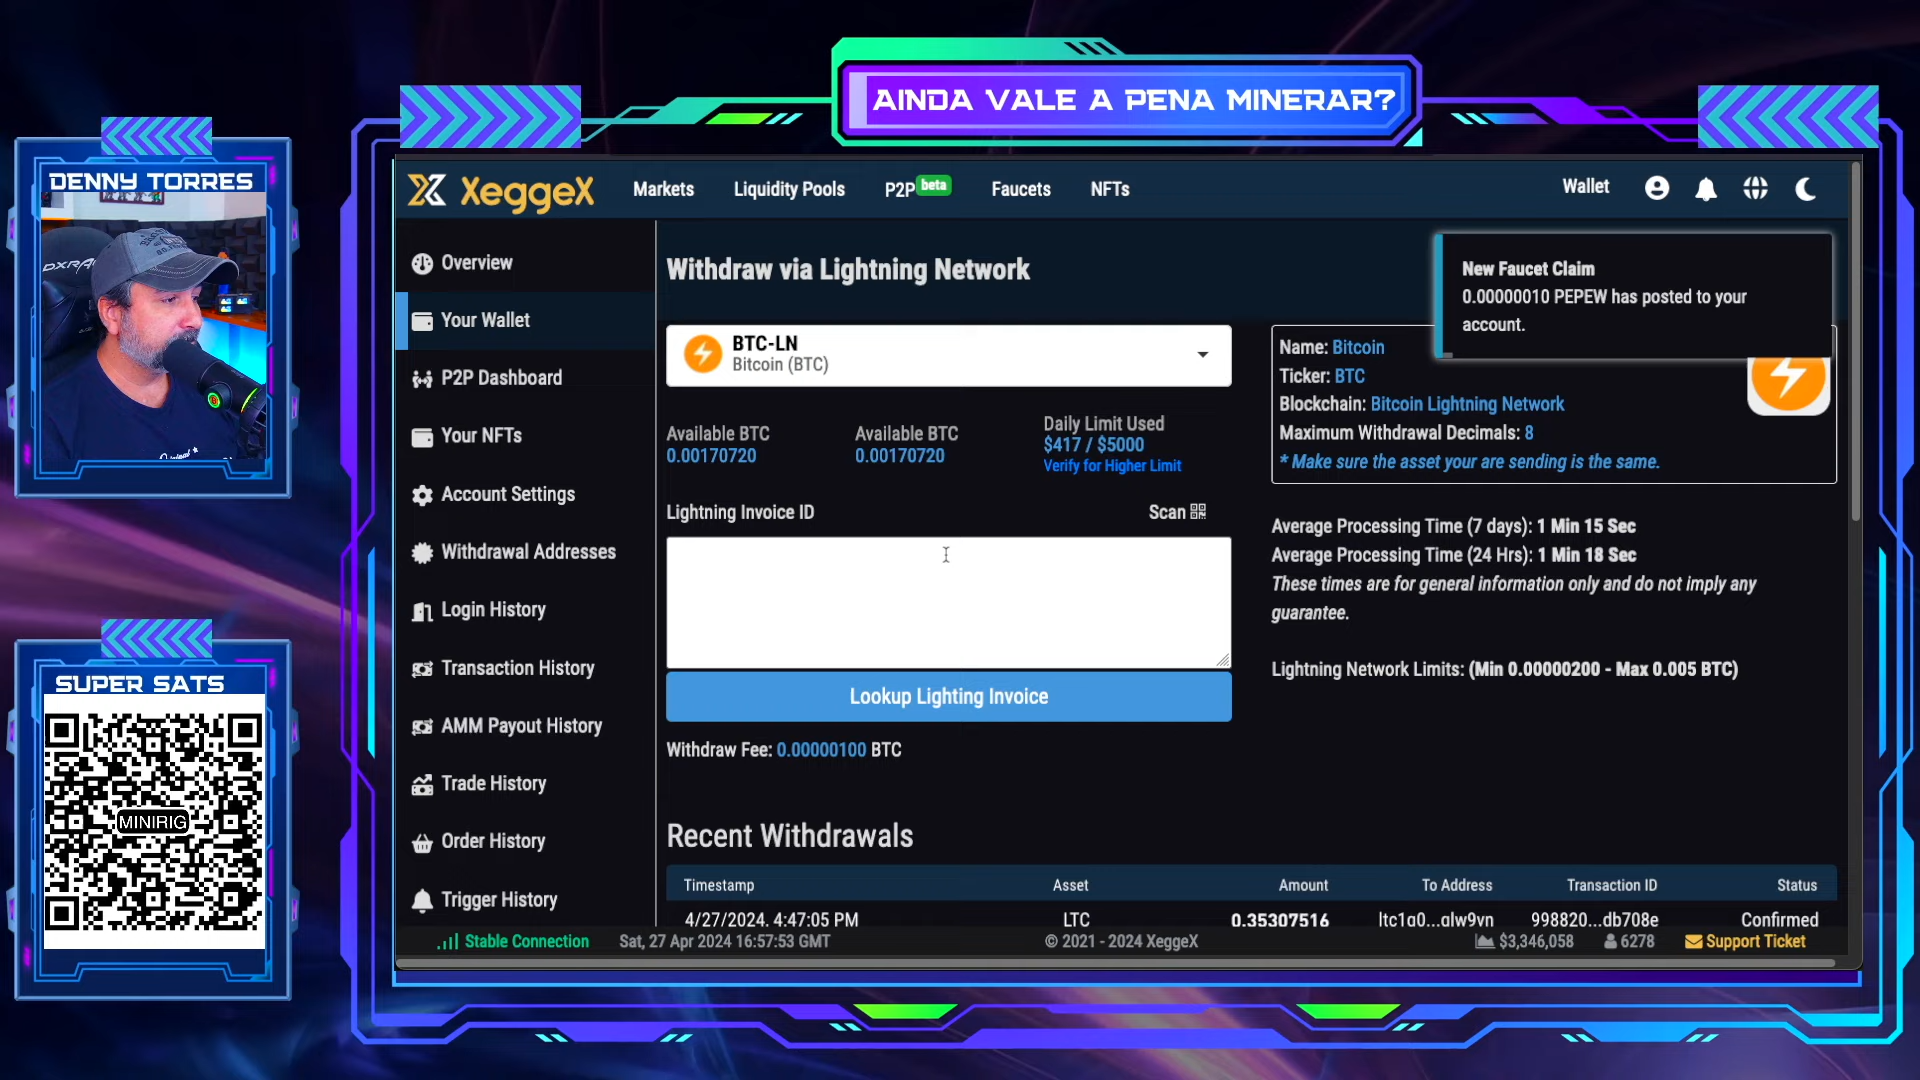 AINDA VALE A PENA MINERAR?
DENNY TORRES
SUPER SATS
MINIRIG
XeggeX
Markets
Liquidity Pools
P2P beta
Faucets
NFTs
Wallet
Overview
Your Wallet
P2P Dashboard
Your NFTs
Account Settings
Withdrawal Addresses
Login History
Transaction History
AMM Payout History
Trade History
Order History
Trigger History
Withdraw via Lightning Network
New Faucet Claim
0.00000010 PEPEW has posted to your
account.
BTC-LN
Bitcoin (BTC)
Available BTC
0.00170720
Available BTC
0.00170720
Daily Limit Used
$417 / $5000
Verify for Higher Limit
Lightning Invoice ID
Scan
Lookup Lighting Invoice
Withdraw Fee: 0.00000100 BTC
Name: Bitcoin
Ticker: BTC
Blockchain: Bitcoin Lightning Network
Maximum Withdrawal Decimals: 8
* Make sure the asset your are sending is the same.
Average Processing Time (7 days): 1 Min 15 Sec
Average Processing Time (24 Hrs): 1 Min 18 Sec
These times are for general information only and do not imply any
guarantee.
Lightning Network Limits: (Min 0.00000200 - Max 0.005 BTC)
Recent Withdrawals
Timestamp Asset Amount To Address Transaction ID Status
4/27/2024, 4:47:05 PM LTC 0.35307516 ltc1q0...qlw9vn 998820...db708e Confirmed
Stable Connection
Sat, 27 Apr 2024 16:57:53 GMT
© 2021 - 2024 XeggeX
$3,346,058
6278
Support Ticket